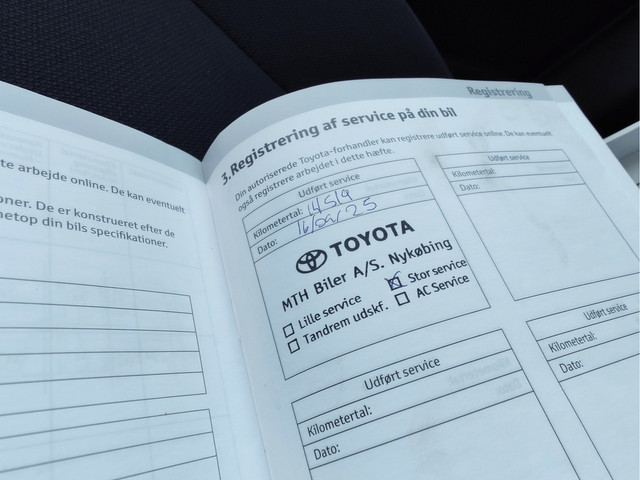 te arbejde online. De kan eventuelt
oner. De er konstrueret efter de
netop din bils specifikationer.
Registrering
3. Registrering af service på din bil
Din autoriserede Toyota-forhandler kan registrere udført service online. De kan eventuelt
også registrere arbejdet i dette hæfte.
Udført service
Kilometertal: 14519
Dato: 16/09/25
TOYOTA
MTH Biler A/S. Nykøbing
Lille service
Stor service
Tandrem udskf.
AC Service
Udført service
Kilometertal:
Dato:
Udført service
Kilometertal:
Dato:
Udført service
Kilometertal:
Dato: